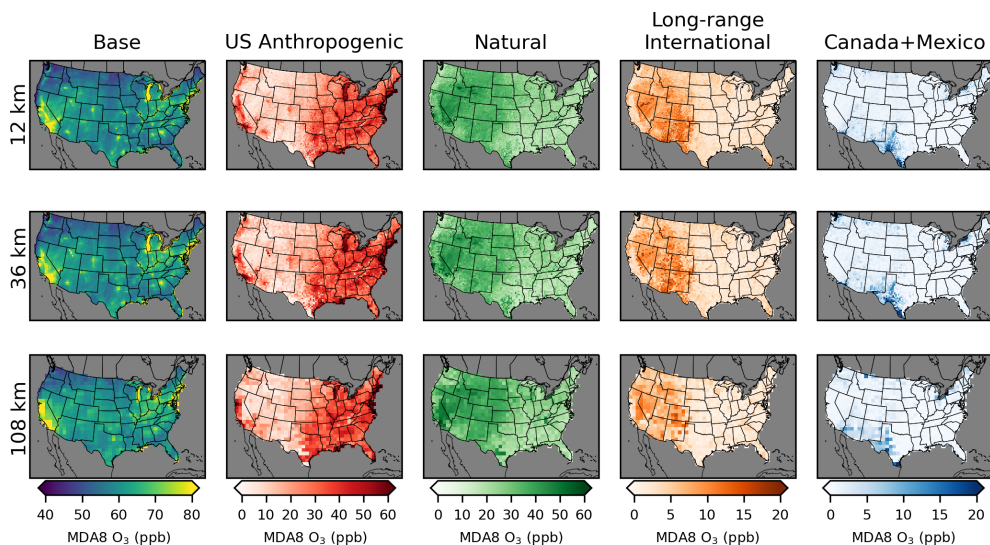 Base
US Anthropogenic
Natural
Long-range
International
Canada+Mexico
12 km
36 km
108 km
40 50 60 70 80
MDA8 O₃ (ppb)
0 10 20 30 40 50 60
MDA8 O₃ (ppb)
0 10 20 30 40 50 60
MDA8 O₃ (ppb)
0 5 10 15 20
MDA8 O₃ (ppb)
0 5 10 15 20
MDA8 O₃ (ppb)